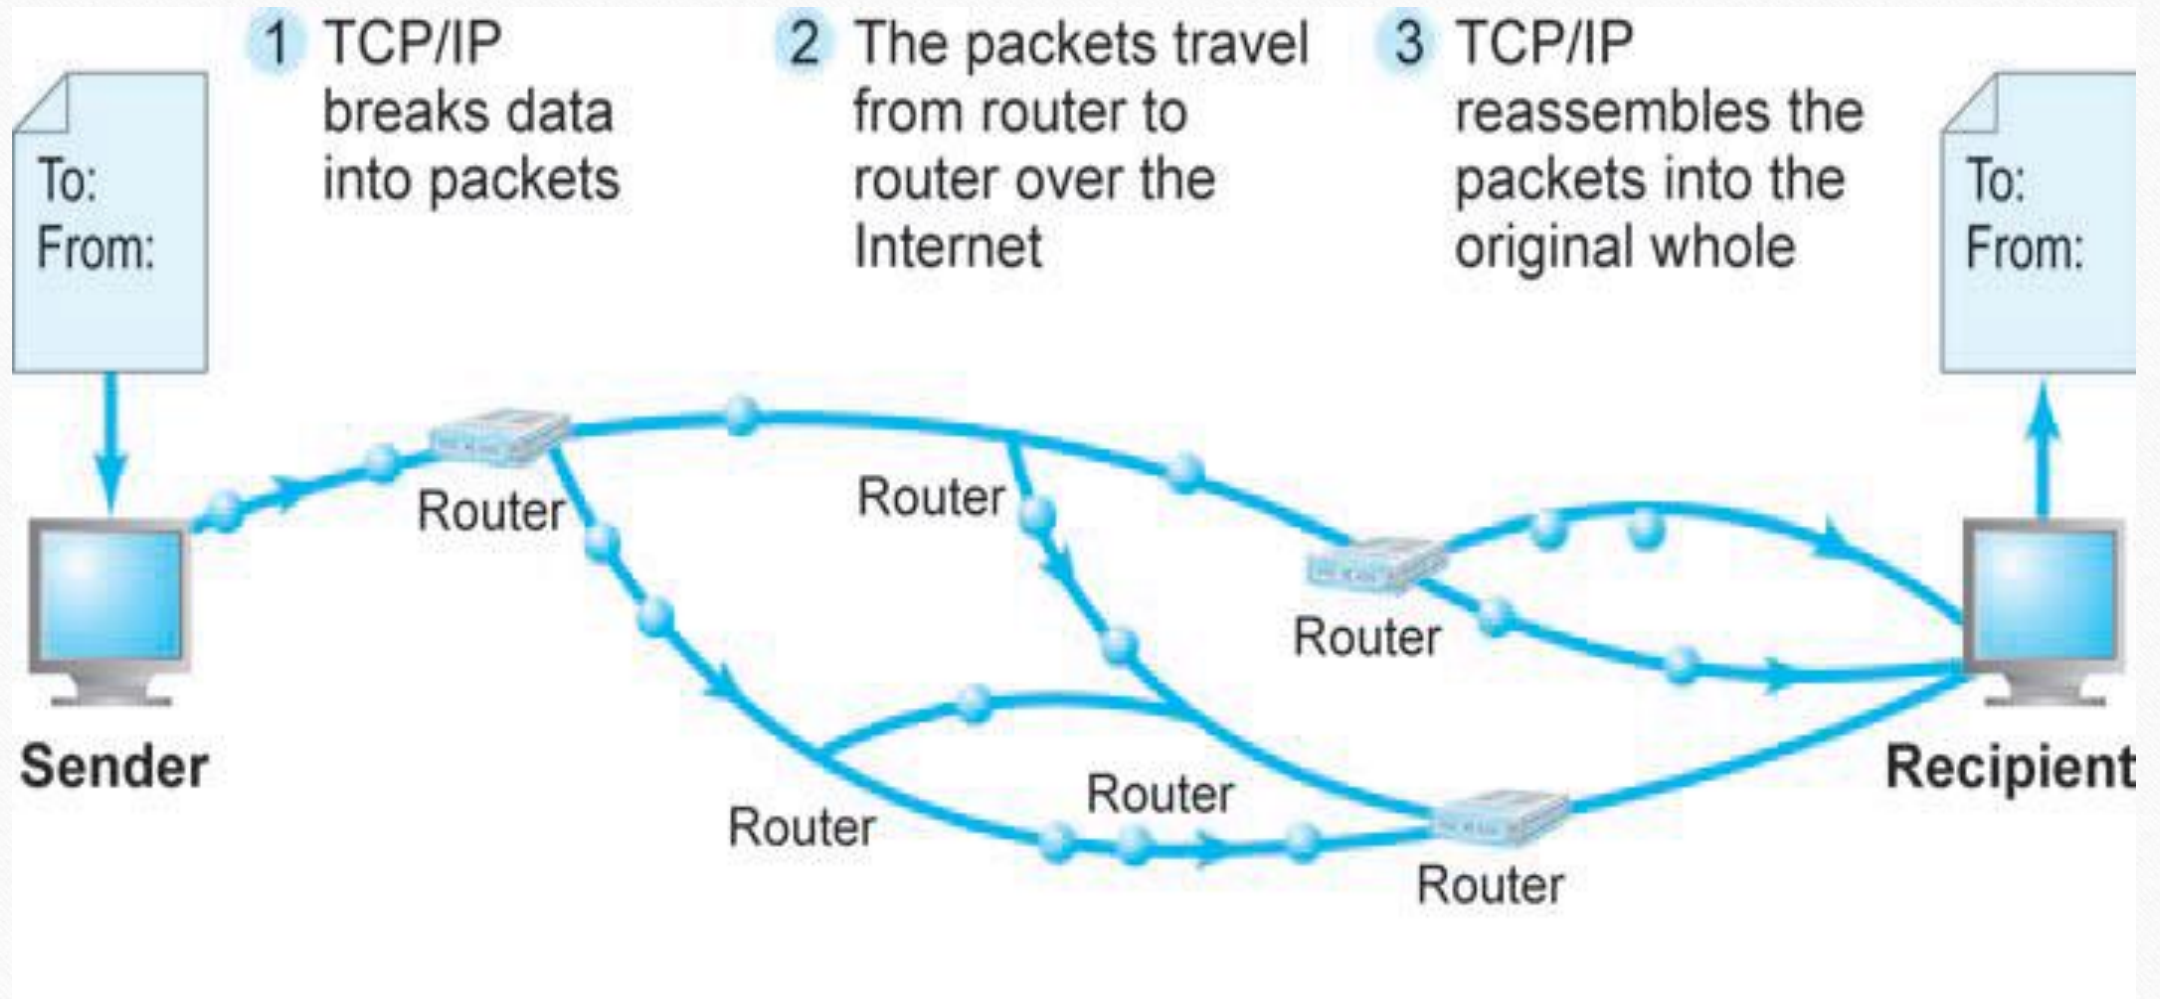 1 TCP/IP
breaks data
into packets
2 The packets travel
from router to
router over the
Internet
3 TCP/IP
reassembles the
packets into the
original whole
To:
From:
To:
From:
Router
Router
Router
Router
Router
Router
Sender
Recipient